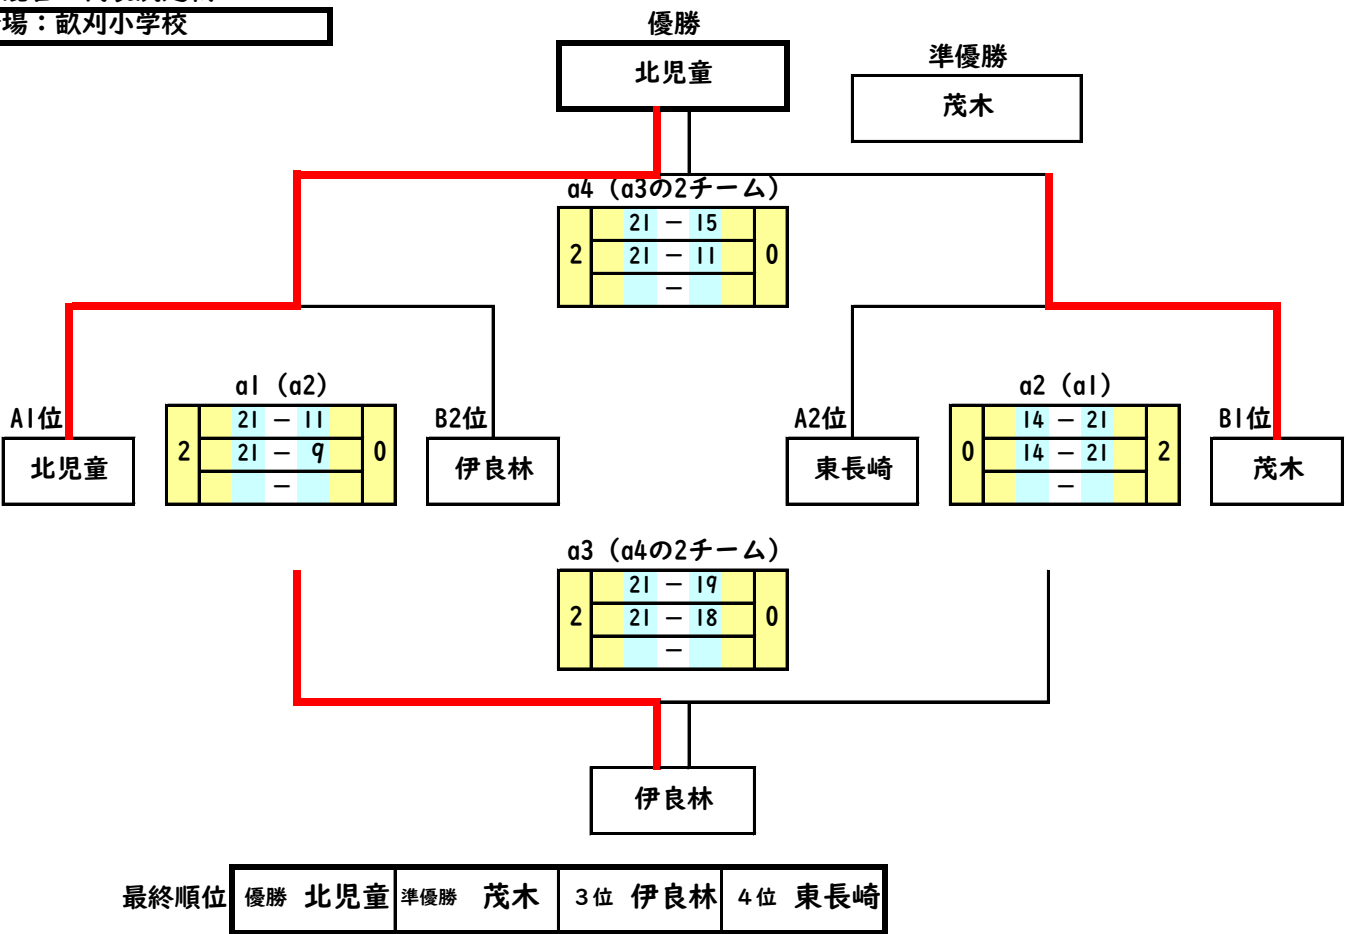 場：畝刈小学校
優勝
北児童
準優勝
茂木
a4（a3の2チーム）
21 － 15
2 21 － 11 0
－
a1（a2）
21 － 11
2 21 － 9 0
－
a2（a1）
14 － 21
0 14 － 21 2
－
A1位
北児童
B2位
伊良林
A2位
東長崎
B1位
茂木
a3（a4の2チーム）
21 － 19
2 21 － 18 0
－
伊良林
最終順位 優勝 北児童 準優勝 茂木 3位 伊良林 4位 東長崎